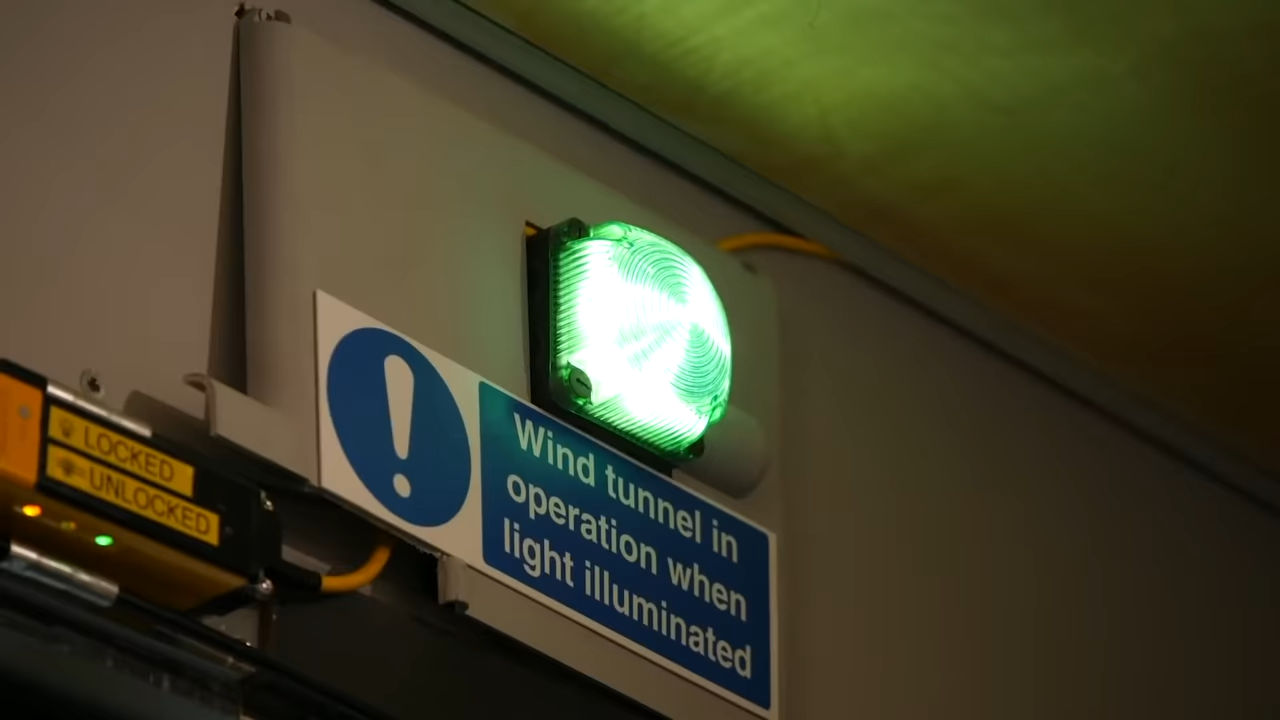 LOCKED
UNLOCKED
!
Wind tunnel in
operation when
light illuminated